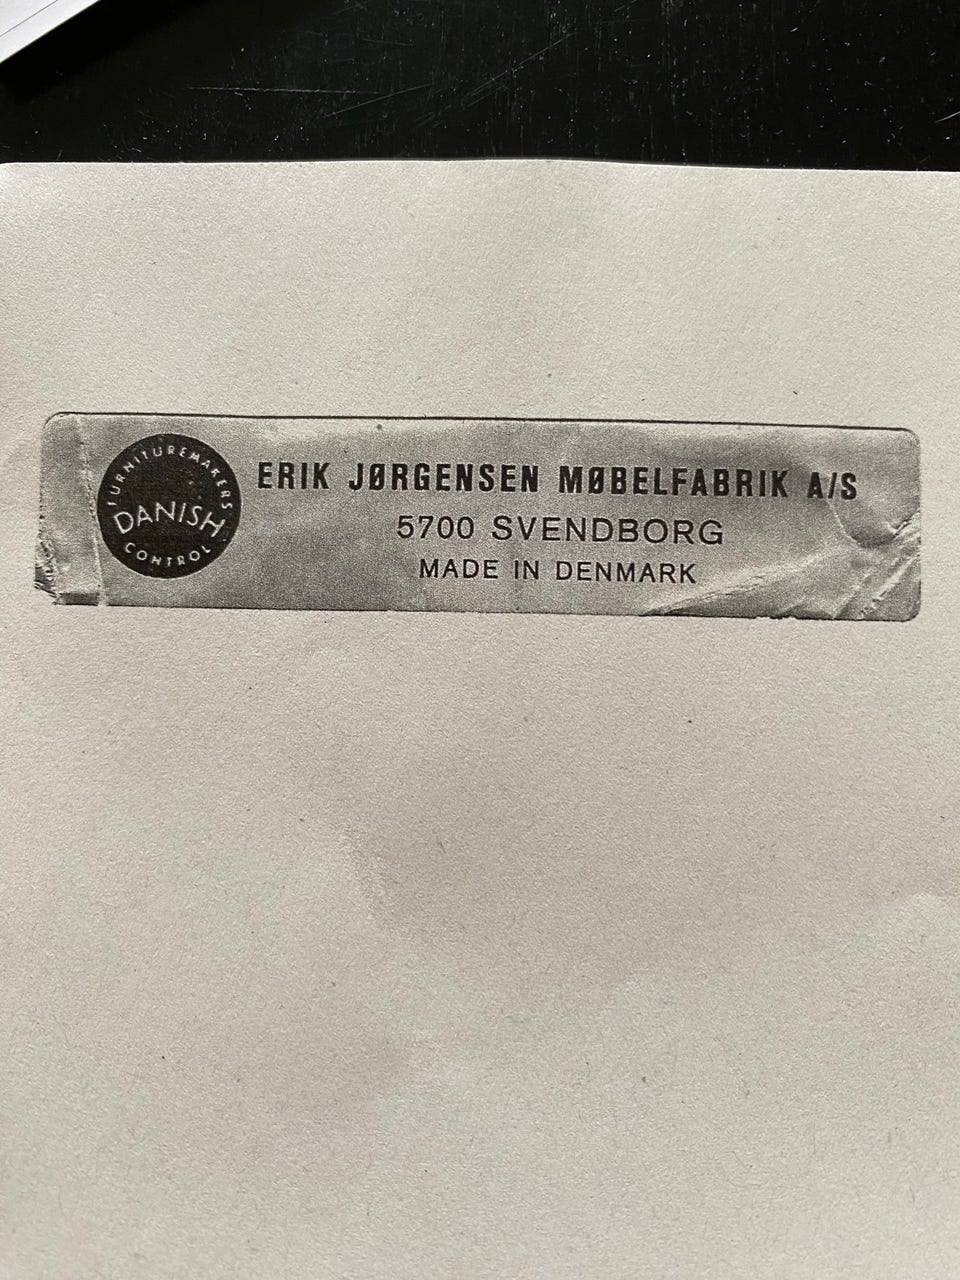 FURNITUREMAKERS
DANISH
CONTROL
ERIK JØRGENSEN MØBELFABRIK A/S
5700 SVENDBORG
MADE IN DENMARK